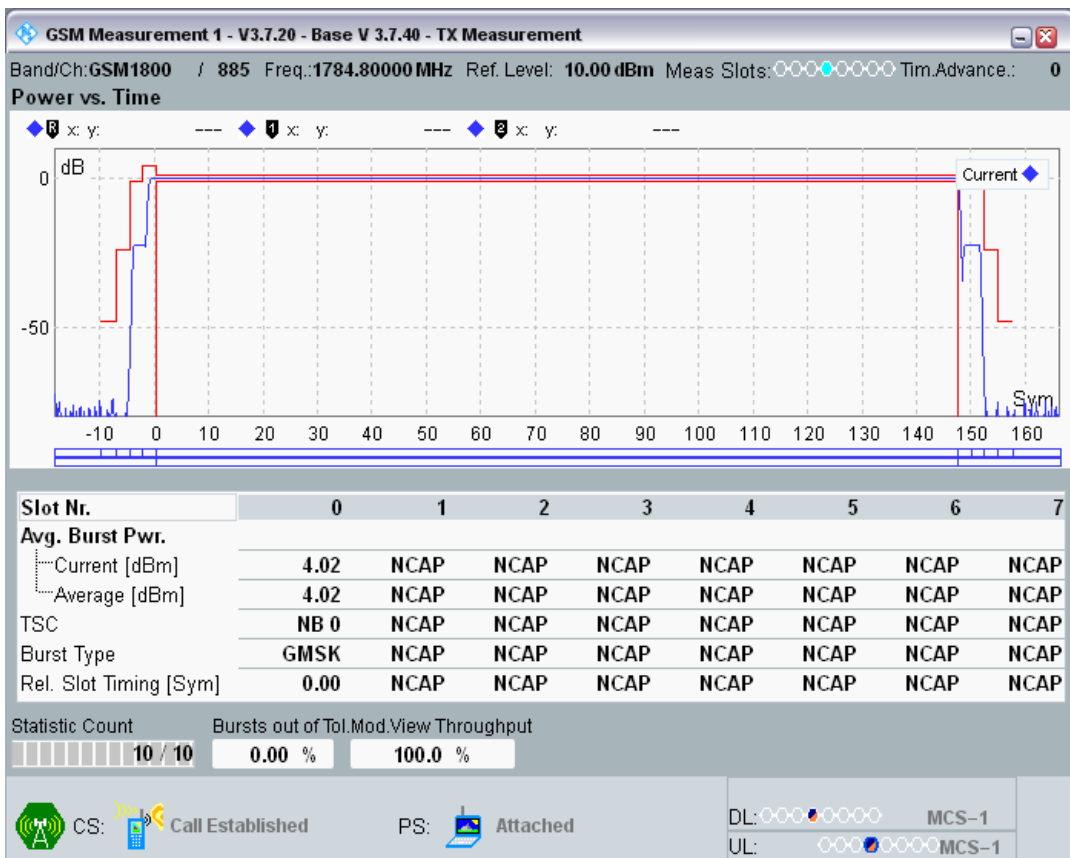 GSM Measurement 1 - V3.7.20 - Base V 3.7.40 - TX Measurement
Band/Ch:GSM1800 / 885 Freq.:1784.80000 MHz Ref. Level: 10.00 dBm Meas Slots: Tim.Advance.: 0
Power vs. Time
R x: y: --- 1 x: y: --- 2 x: y: ---
dB
Current
0
-50
Sym
-10 0 10 20 30 40 50 60 70 80 90 100 110 120 130 140 150 160
Slot Nr. 0 1 2 3 4 5 6 7
Avg. Burst Pwr.
Current [dBm] 4.02 NCAP NCAP NCAP NCAP NCAP NCAP NCAP
Average [dBm] 4.02 NCAP NCAP NCAP NCAP NCAP NCAP NCAP
TSC NB 0 NCAP NCAP NCAP NCAP NCAP NCAP NCAP
Burst Type GMSK NCAP NCAP NCAP NCAP NCAP NCAP NCAP
Rel. Slot Timing [Sym] 0.00 NCAP NCAP NCAP NCAP NCAP NCAP NCAP
Statistic Count Bursts out of Tol.Mod.View Throughput
10 / 10 0.00 % 100.0 %
CS: Call Established PS: Attached DL: MCS-1
UL: MCS-1